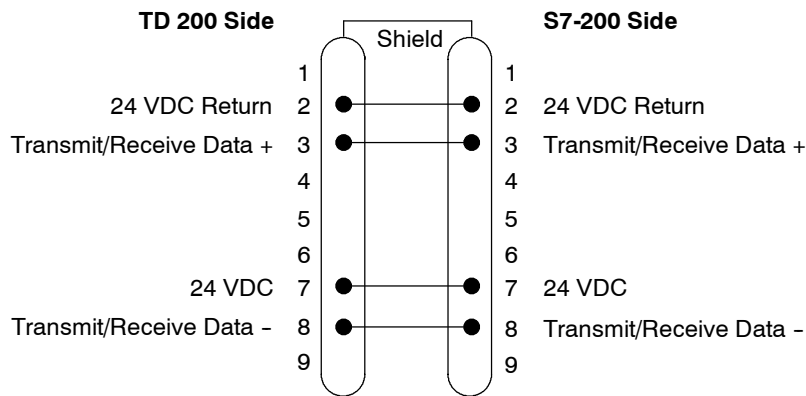 TD 200 Side Shield S7-200 Side
1 1
24 VDC Return 2 2 24 VDC Return
Transmit/Receive Data + 3 3 Transmit/Receive Data +
4 4
5 5
6 6
24 VDC 7 7 24 VDC
Transmit/Receive Data - 8 8 Transmit/Receive Data -
9 9